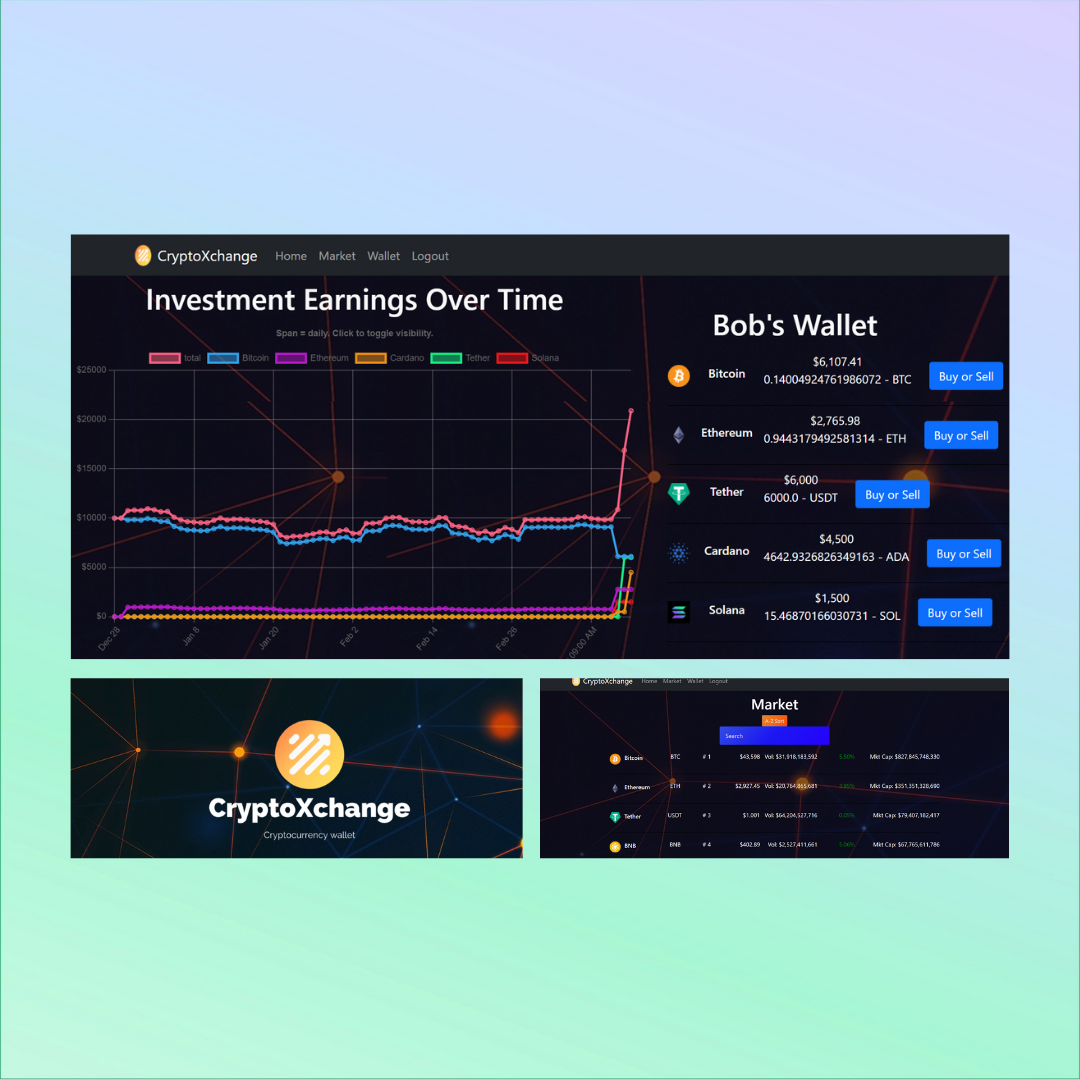 CryptoXchange Home Market Wallet Logout
Investment Earnings Over Time
Span = daily. Click to toggle visibility.
total Bitcoin Ethereum Cardano Tether Solana
$25000
$20000
$15000
$10000
$5000
$0
Dec 28 Jan 8 Jan 20 Feb 2 Feb 14 Feb 26 09:00 AM
Bob's Wallet
$6,107.41
Bitcoin 0.14004924761986072 - BTC Buy or Sell
$2,765.98
Ethereum 0.9443179492581314 - ETH Buy or Sell
$6,000
Tether 6000.0 - USDT Buy or Sell
$4,500
Cardano 4642.9326826349163 - ADA Buy or Sell
$1,500
Solana 15.46870166030731 - SOL Buy or Sell
CryptoXchange
Cryptocurrency wallet
CryptoXchange Home Market Wallet Logout
Market
A-Z Sort
Search
Bitcoin BTC # 1 $43,598 Vol: $31,918,183,592 Mkt Cap: $827,845,748,330
Ethereum ETH # 2 $2,927.45 Vol: $20,764,865,681 Mkt Cap: $351,351,328,690
Tether USDT # 3 $1.001 Vol: $64,204,527,716 Mkt Cap: $79,407,182,417
BNB BNB # 4 $402.89 Vol: $2,527,411,661 Mkt Cap: $67,765,611,786